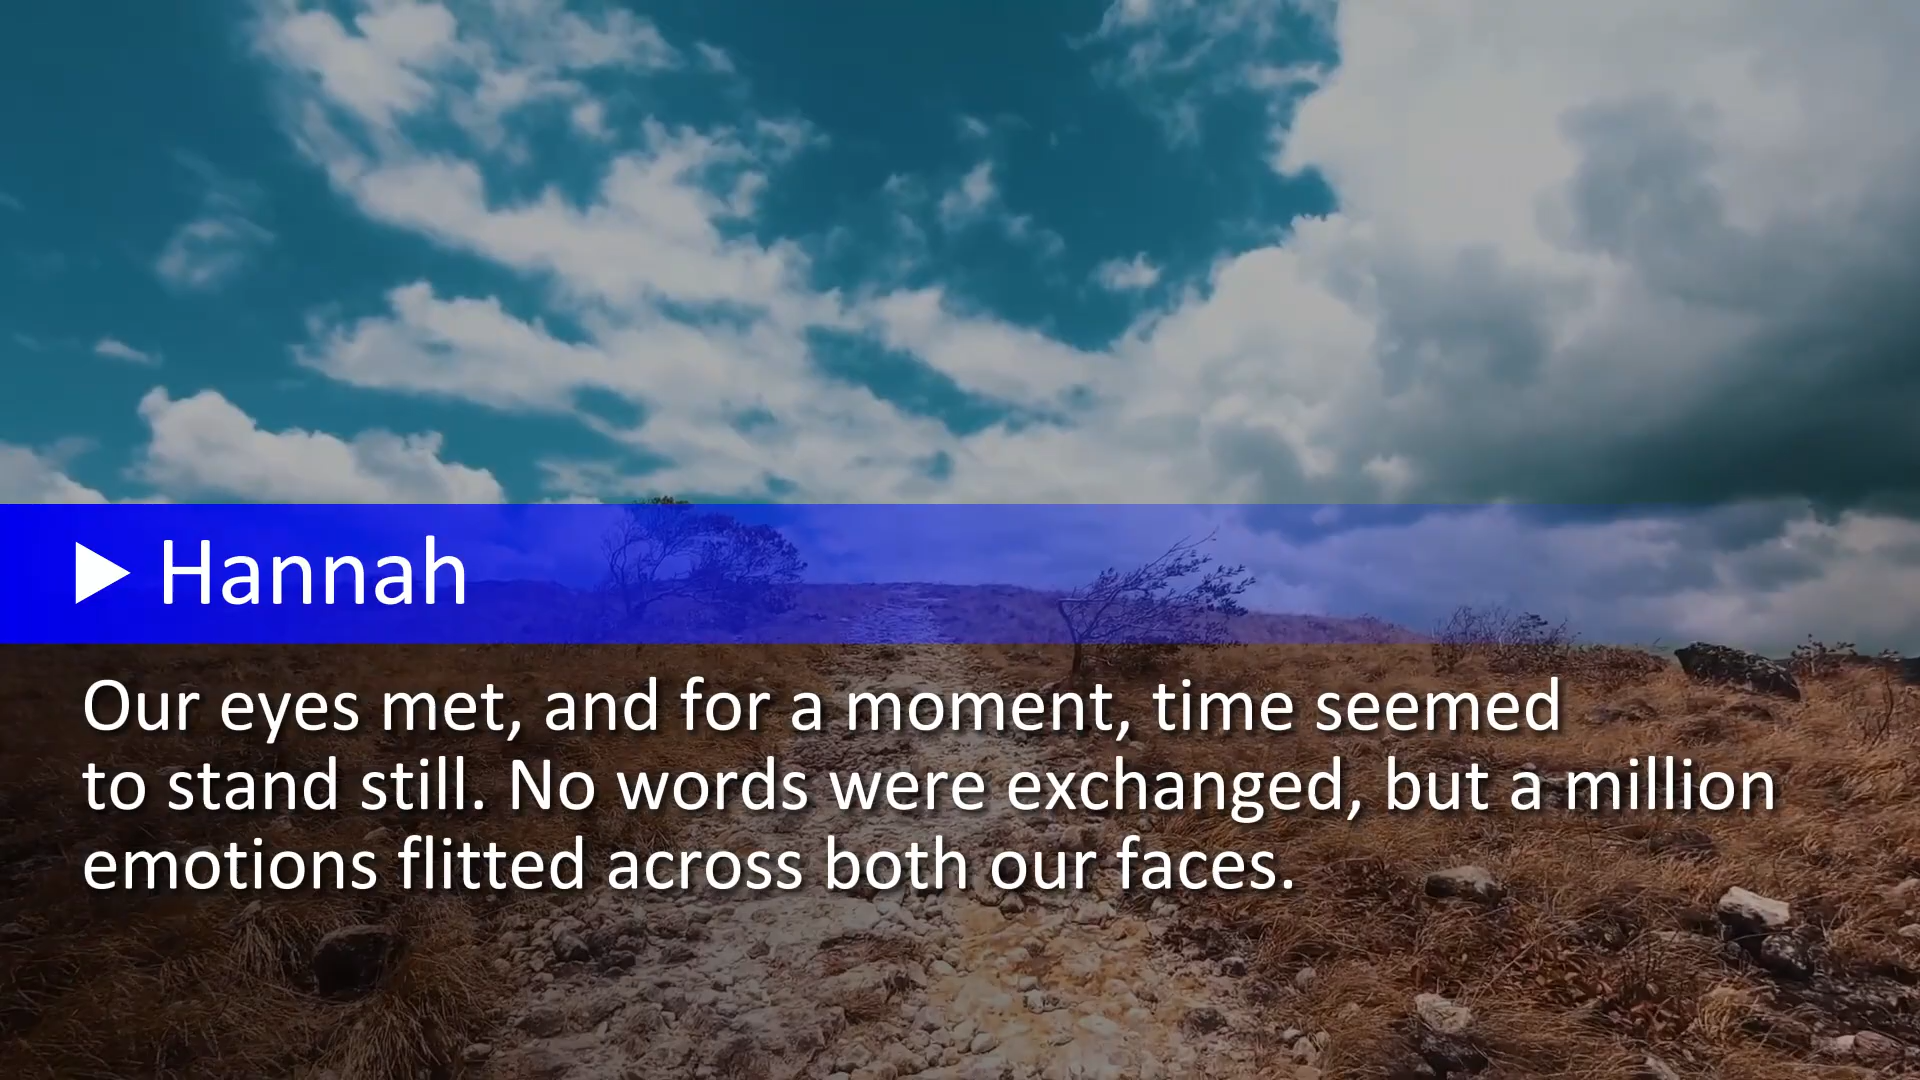 Hannah
Our eyes met, and for a moment, time seemed
to stand still. No words were exchanged, but a million
emotions flitted across both our faces.